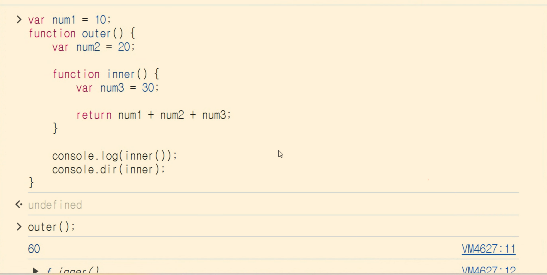 var num1 = 10;
function outer() {
var num2 = 20;
function inner() {
var num3 = 30;
return num1 + num2 + num3;
}
console.log(inner());
console.dir(inner);
}
undefined
outer();
60 VM4627:11
f inner() VM4627:12